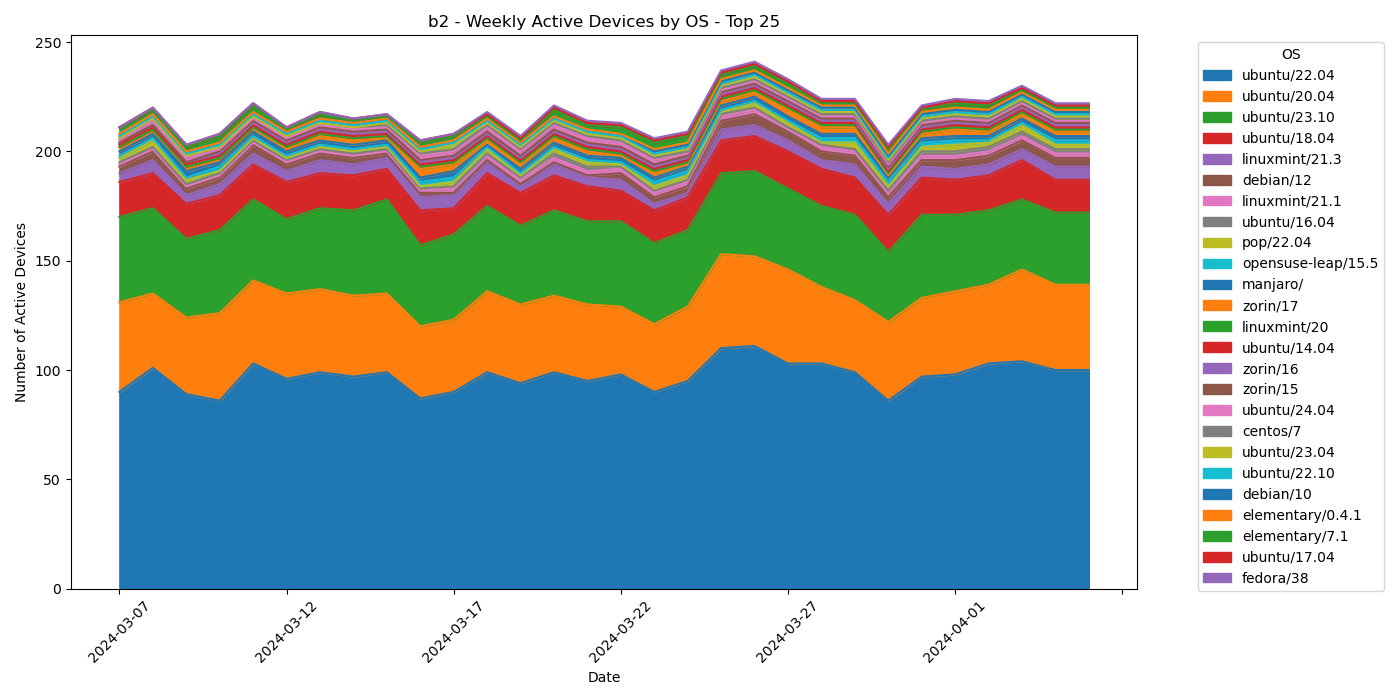 b2 - Weekly Active Devices by OS - Top 25
250
200
150
100
50
0
Number of Active Devices
2024-03-07
2024-03-12
2024-03-17
2024-03-22
2024-03-27
2024-04-01
Date
OS
ubuntu/22.04
ubuntu/20.04
ubuntu/23.10
ubuntu/18.04
linuxmint/21.3
debian/12
linuxmint/21.1
ubuntu/16.04
pop/22.04
opensuse-leap/15.5
manjaro/
zorin/17
linuxmint/20
ubuntu/14.04
zorin/16
zorin/15
ubuntu/24.04
centos/7
ubuntu/23.04
ubuntu/22.10
debian/10
elementary/0.4.1
elementary/7.1
ubuntu/17.04
fedora/38